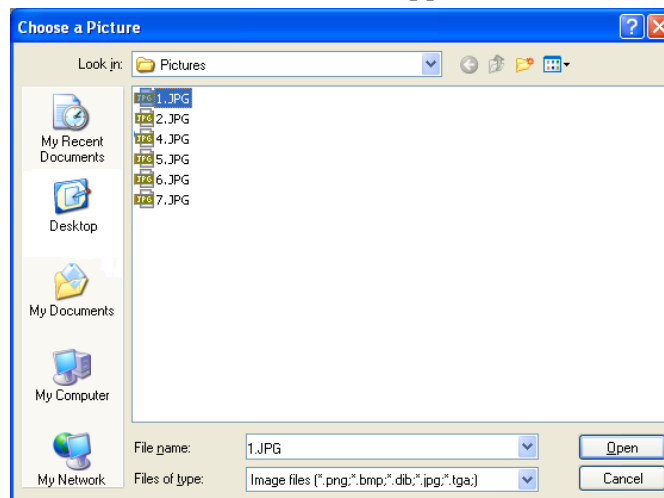 Choose a Picture
Look in:
Pictures
My Recent
Documents
Desktop
My Documents
My Computer
My Network
1.JPG
2.JPG
4.JPG
5.JPG
6.JPG
7.JPG
File name:
1.JPG
Open
Files of type:
Image files (*.png;*.bmp;*.dib;*.jpg;*.tga;)
Cancel